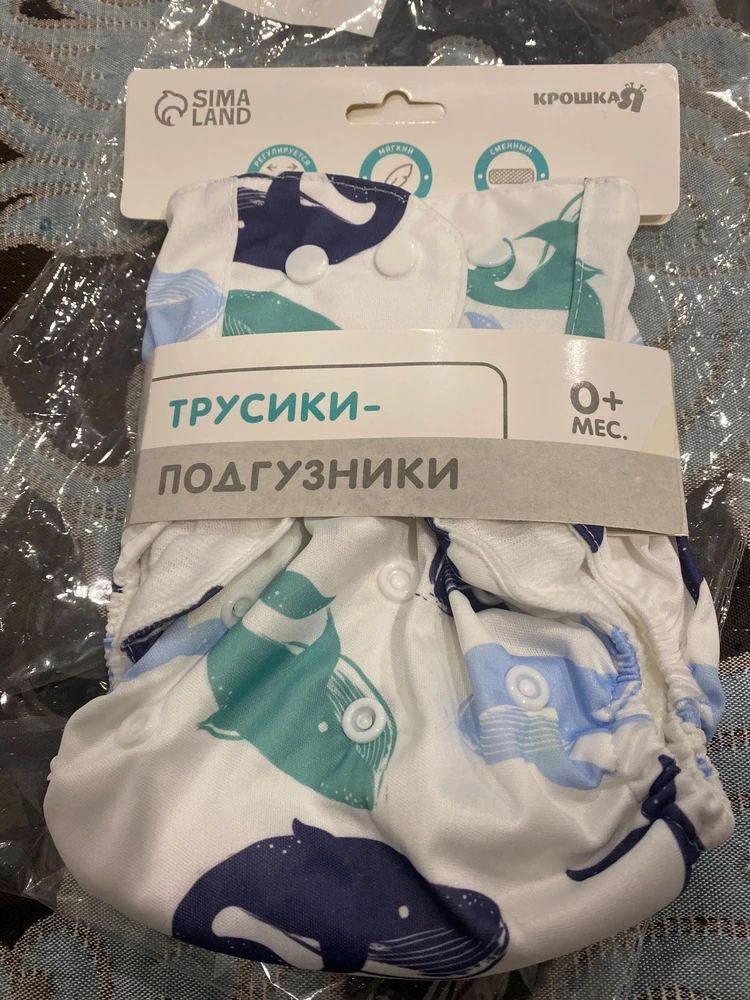 SIMA
LAND
КРОШКА Я
РЕГУЛИРУЕТСЯ
МЯГКИЙ
СМЕННЫЙ
ТРУСИКИ-
ПОДГУЗНИКИ
0+
МЕС.